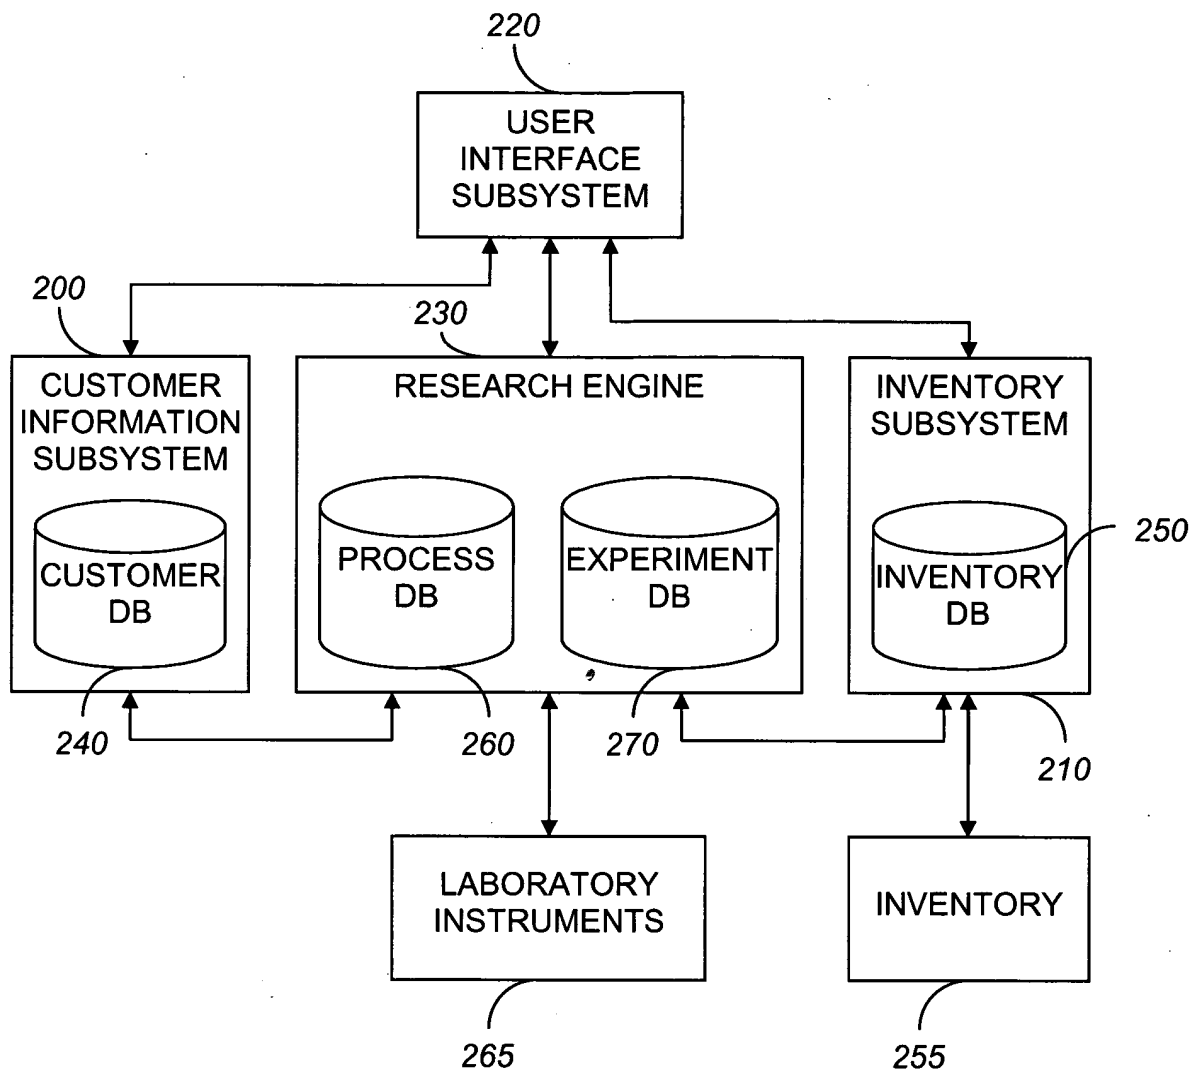 220
USER
INTERFACE
SUBSYSTEM
200
230
CUSTOMER
INFORMATION
SUBSYSTEM
RESEARCH ENGINE
INVENTORY
SUBSYSTEM
CUSTOMER
DB
PROCESS
DB
EXPERIMENT
DB
INVENTORY
DB
250
240
260
270
210
LABORATORY
INSTRUMENTS
INVENTORY
265
255